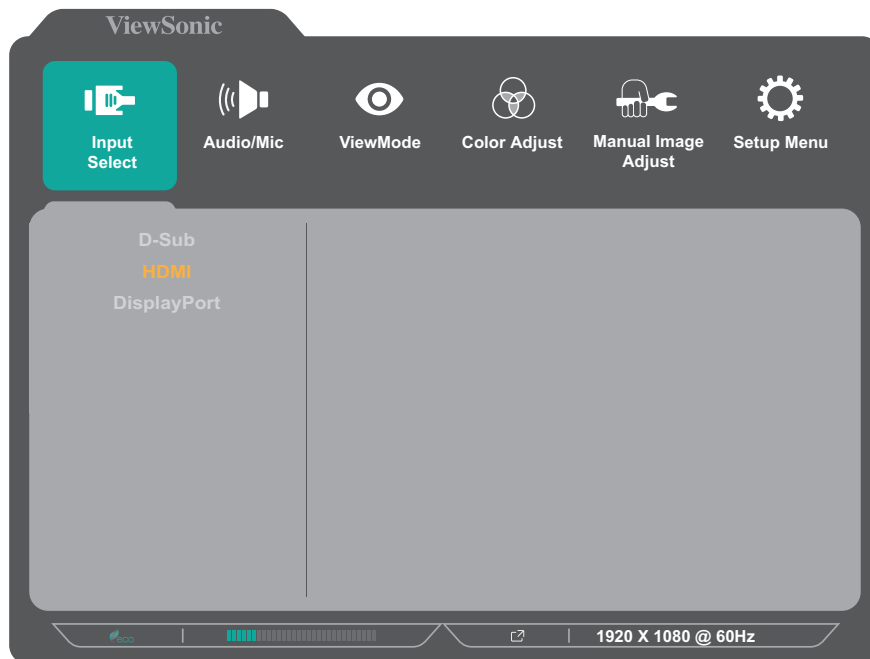 ViewSonic
Input
Select
Audio/Mic
ViewMode
Color Adjust
Manual Image
Adjust
Setup Menu
D-Sub
HDMI
DisplayPort
eco
1920 X 1080 @ 60Hz